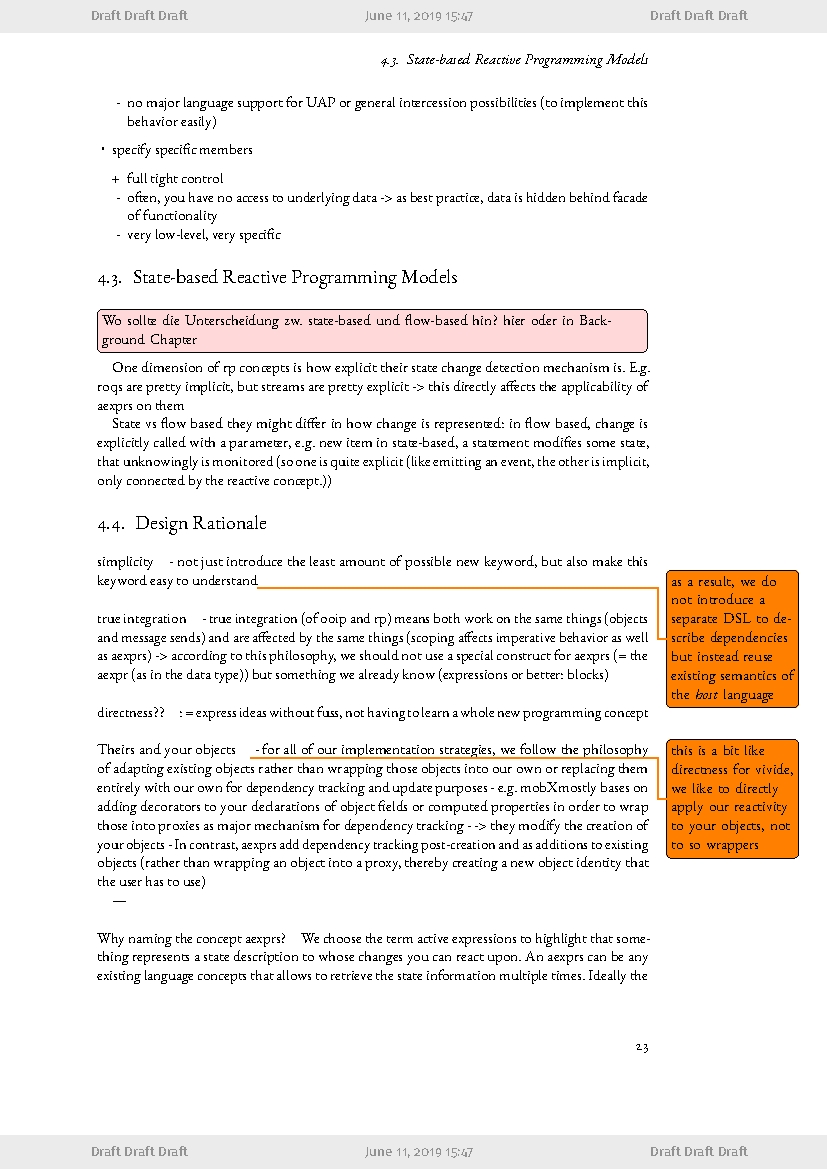 Draft Draft Draft June 11, 2019 15:47 Draft Draft Draft
4.3. State-based Reactive Programming Models
- no major language support for UAP or general intercession possibilities (to implement this
behavior easily)
• specify specific members
+ full tight control
- often, you have no access to underlying data -> as best practice, data is hidden behind facade
of functionality
- very low-level, very specific
4.3. State-based Reactive Programming Models
Wo sollte die Unterscheidung zw. state-based und flow-based hin? hier oder in Back-
ground Chapter
One dimension of rp concepts is how explicit their state change detection mechanism is. E.g.
roqs are pretty implicit, but streams are pretty explicit -> this directly affects the applicability of
aexprs on them
State vs flow based they might differ in how change is represented: in flow based, change is
explicitly called with a parameter, e.g. new item in state-based, a statement modifies some state,
that unknowingly is monitored (so one is quite explicit (like emitting an event, the other is implicit,
only connected by the reactive concept.))
4.4. Design Rationale
simplicity - not just introduce the least amount of possible new keyword, but also make this
keyword easy to understand
as a result, we do
not introduce a
separate DSL to de-
scribe dependencies
but instead reuse
existing semantics of
the host language
true integration - true integration (of ooip and rp) means both work on the same things (objects
and message sends) and are affected by the same things (scoping affects imperative behavior as well
as aexprs) -> according to this philosophy, we should not use a special construct for aexprs (= the
aexpr (as in the data type)) but something we already know (expressions or better: blocks)
directness?? : = express ideas without fuss, not having to learn a whole new programming concept
Theirs and your objects - for all of our implementation strategies, we follow the philosophy
of adapting existing objects rather than wrapping those objects into our own or replacing them
entirely with our own for dependency tracking and update purposes - e.g. mobXmostly bases on
adding decorators to your declarations of object fields or computed properties in order to wrap
those into proxies as major mechanism for dependency tracking - -> they modify the creation of
your objects - In contrast, aexprs add dependency tracking post-creation and as additions to existing
objects (rather than wrapping an object into a proxy, thereby creating a new object identity that
the user has to use)
this is a bit like
directness for vivide,
we like to directly
apply our reactivity
to your objects, not
to so wrappers
—
Why naming the concept aexprs? We choose the term active expressions to highlight that some-
thing represents a state description to whose changes you can react upon. An aexprs can be any
existing language concepts that allows to retrieve the state information multiple times. Ideally the
23
Draft Draft Draft June 11, 2019 15:47 Draft Draft Draft